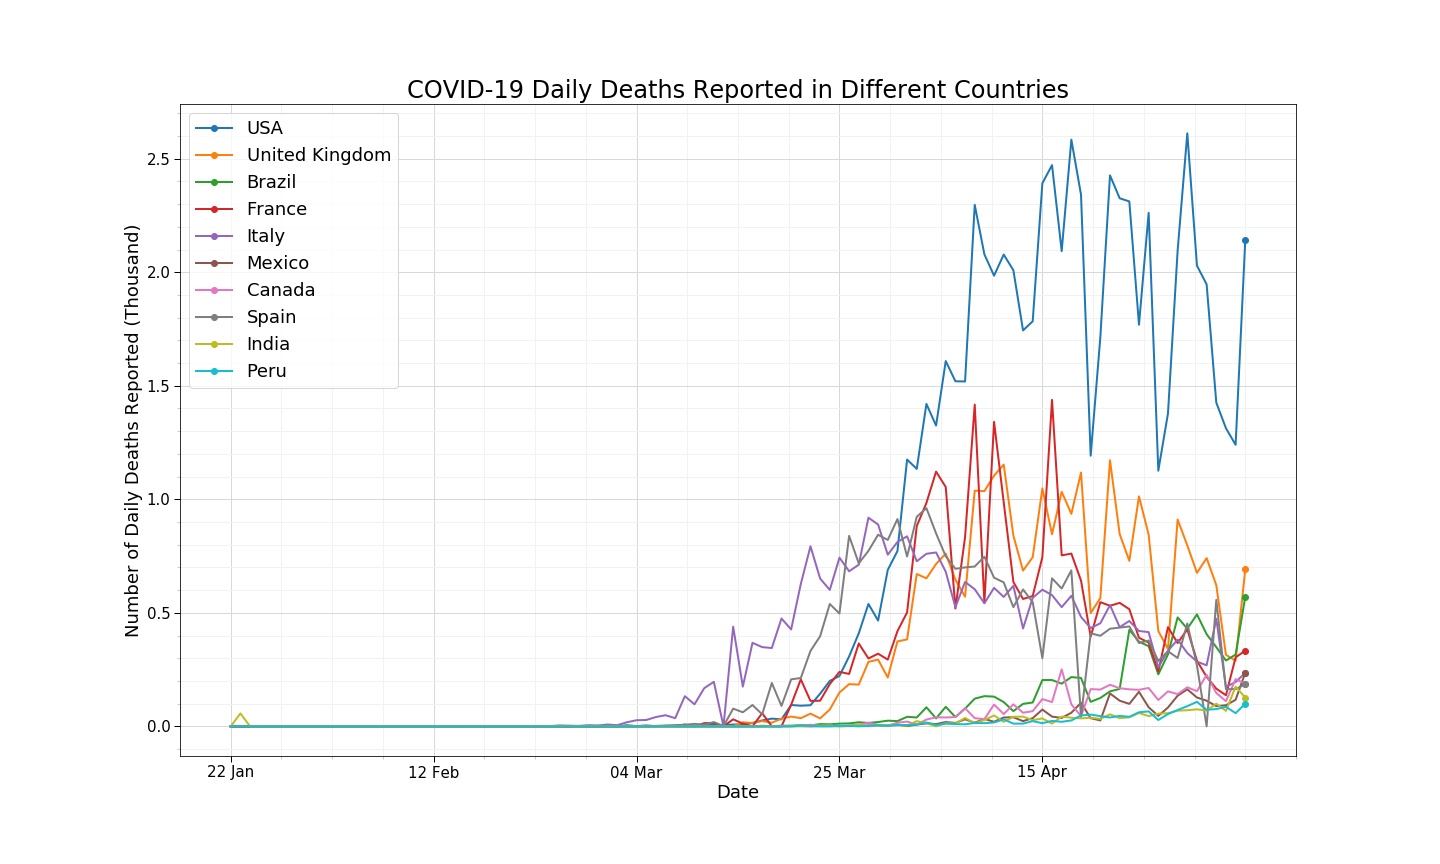 COVID-19 Daily Deaths Reported in Different Countries
USA
United Kingdom
Brazil
France
Italy
Mexico
Canada
Spain
India
Peru
Number of Daily Deaths Reported (Thousand)
2.5
2.0
1.5
1.0
0.5
0.0
22 Jan
12 Feb
04 Mar
25 Mar
15 Apr
Date